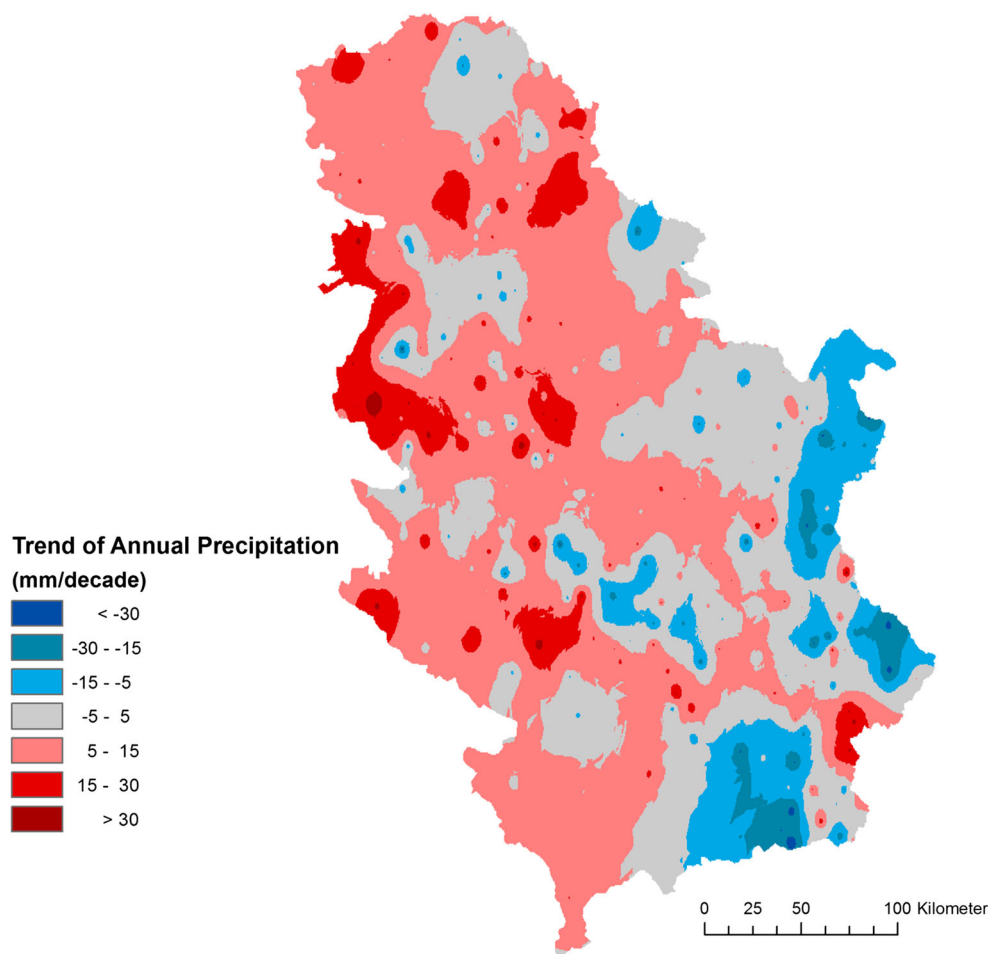 Trend of Annual Precipitation
(mm/decade)
< -30
-30 - -15
-15 - -5
-5 - 5
5 - 15
15 - 30
> 30
0 25 50 100 Kilometer